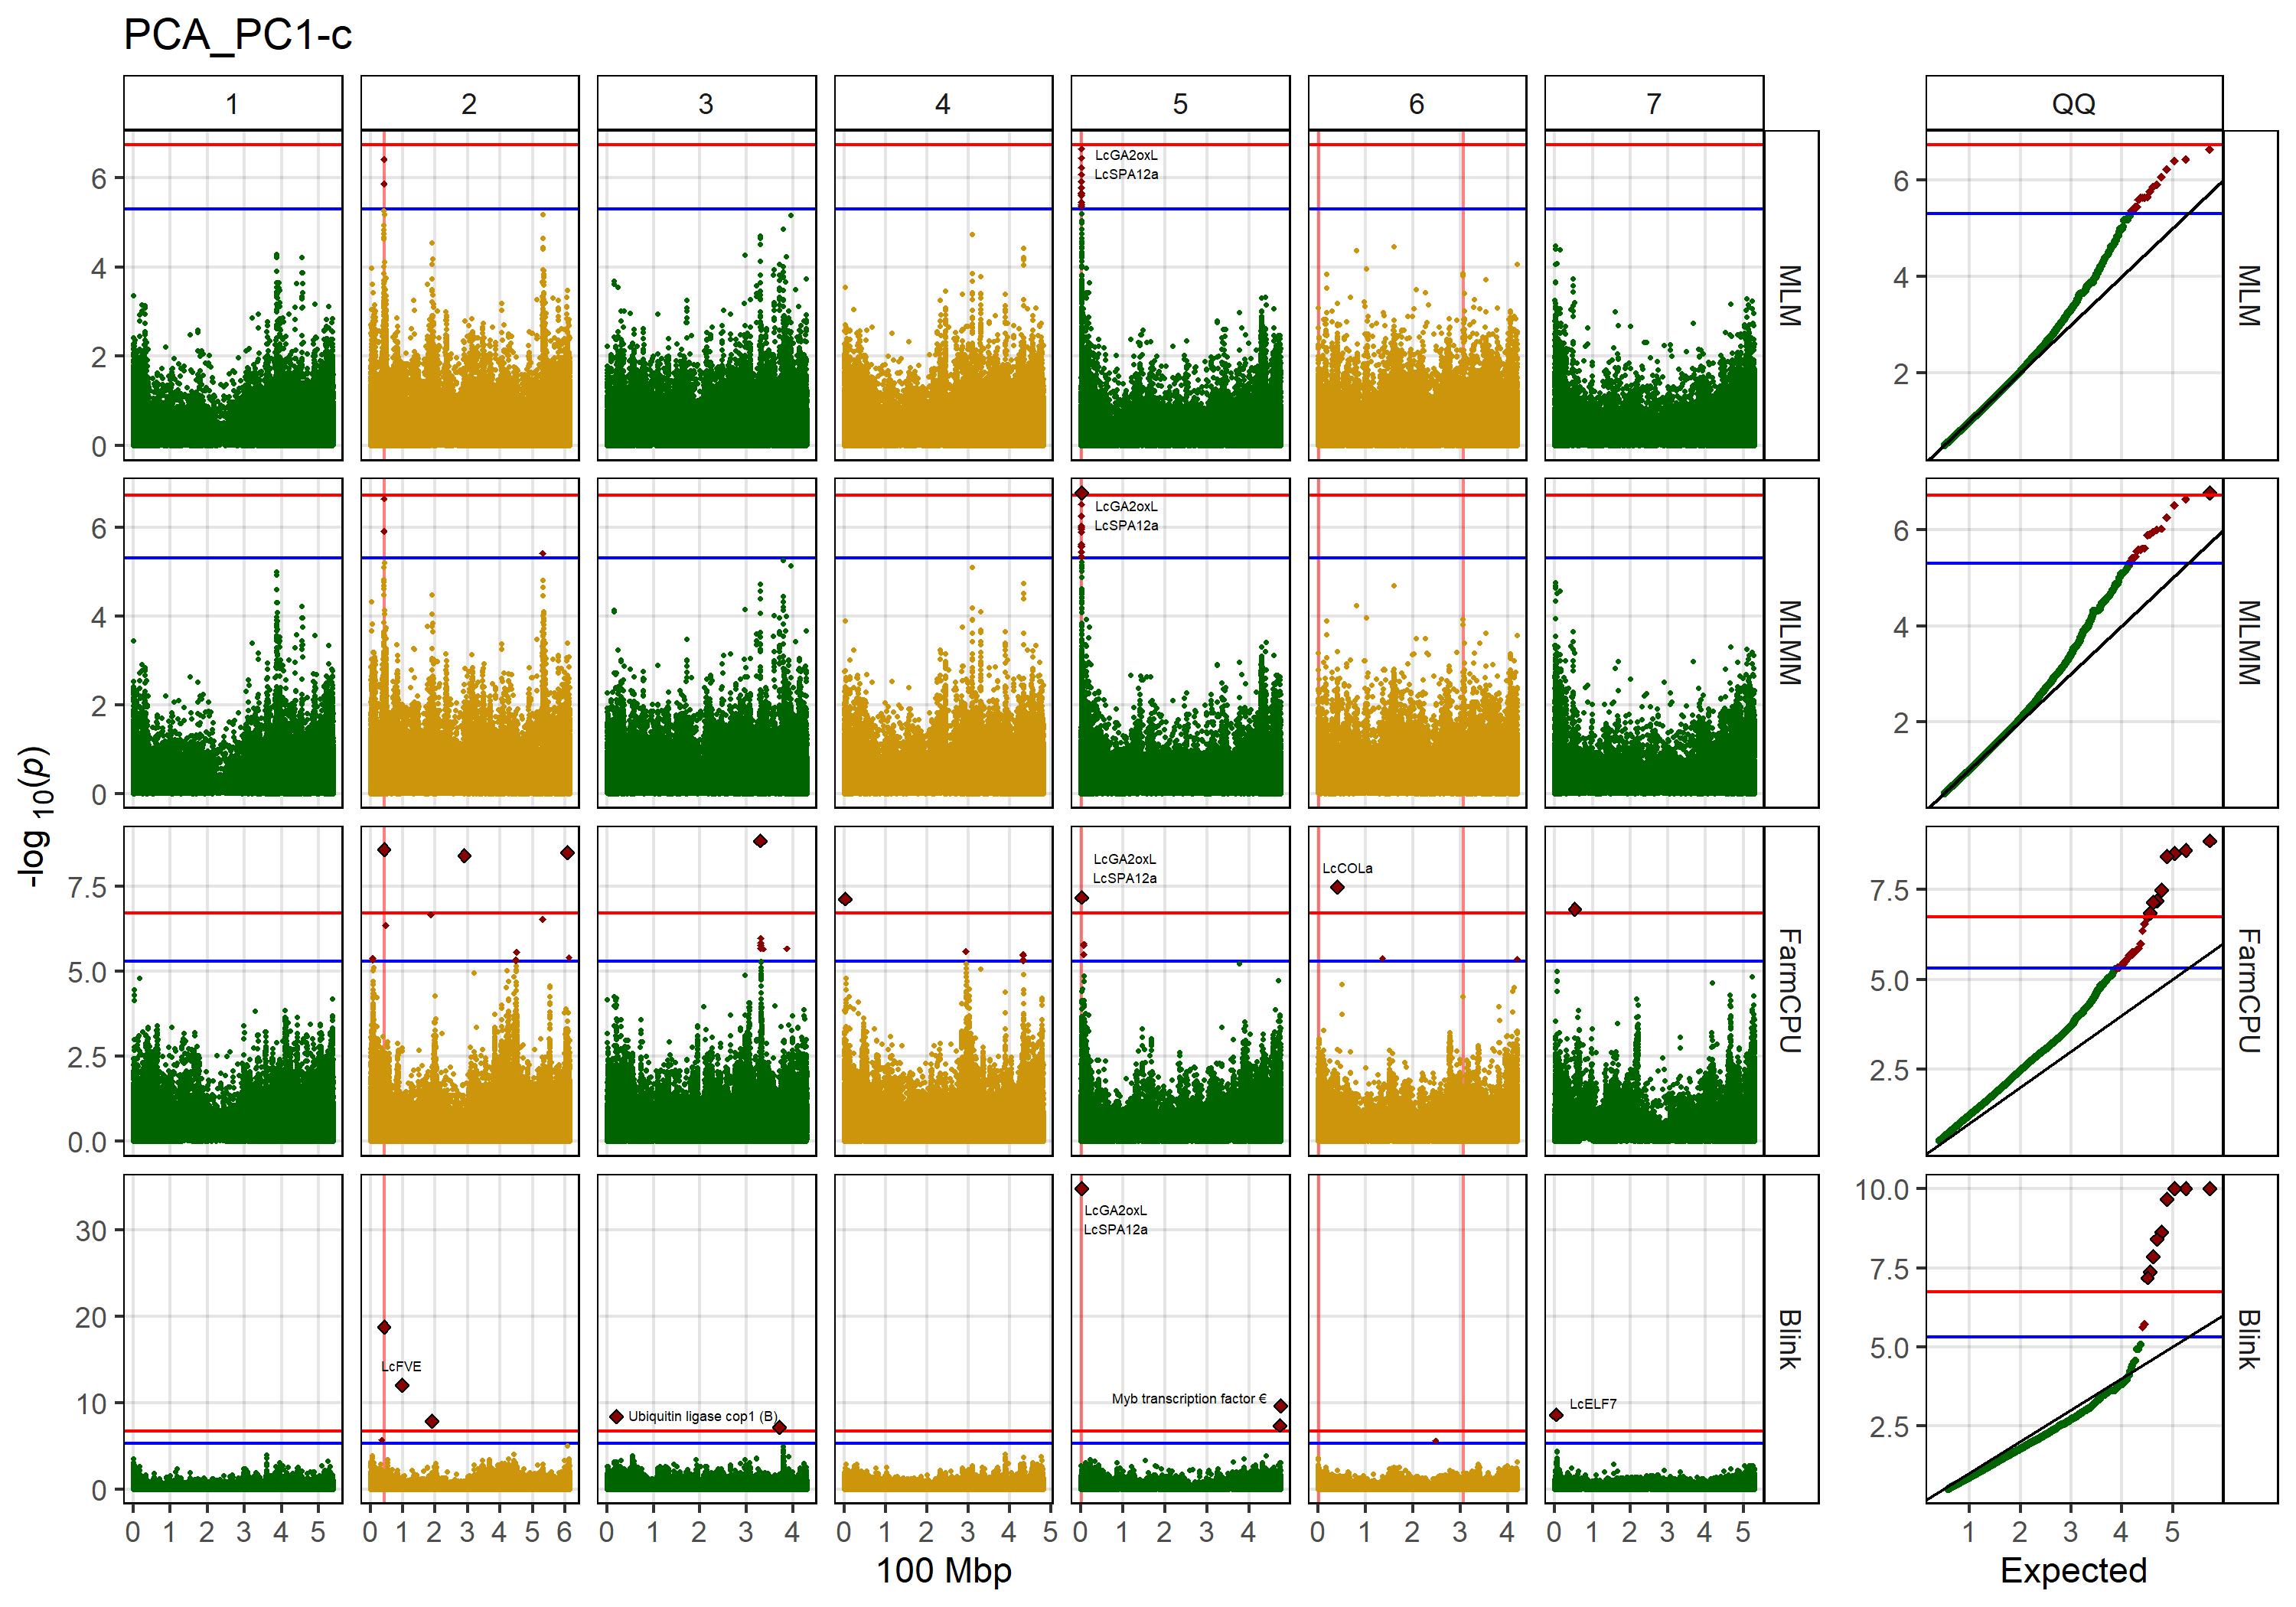 PCA_PC1-c
1 2 3 4 5 6 7 QQ
-log 10(p)
6
4
2
0
LcGA2oxL
LcSPA12a
MLM
6
4
2
MLM
6
4
2
0
LcGA2oxL
LcSPA12a
MLMM
6
4
2
MLMM
7.5
5.0
2.5
0.0
LcGA2oxL
LcSPA12a
LcCOLa
FarmCPU
7.5
5.0
2.5
FarmCPU
30
20
10
0
LcFVE
Ubiquitin ligase cop1 (B)
LcGA2oxL
LcSPA12a
Myb transcription factor €
LcELF7
Blink
10.0
7.5
5.0
2.5
Blink
0 1 2 3 4 5
0 1 2 3 4 5 6
0 1 2 3 4
0 1 2 3 4 5
0 1 2 3 4
0 1 2 3 4
0 1 2 3 4 5
1 2 3 4 5
100 Mbp
Expected